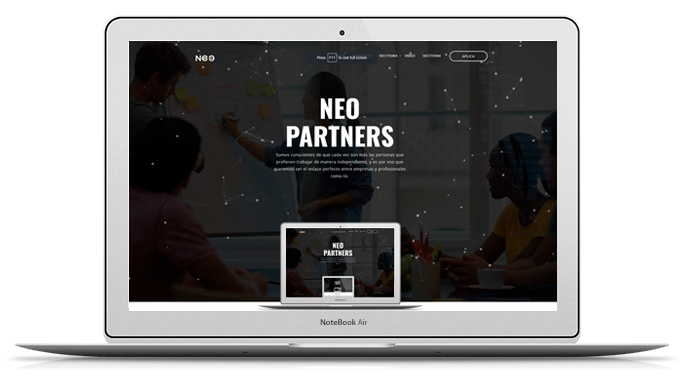 neo
Press F11 to exit full screen
SECTION1 VIDEO SECTION4 APLICA
NEO
PARTNERS
Somos conscientes de que cada vez son más las personas que
prefieren trabajar de manera independiente, y es por eso que
queremos ser el enlace perfecto entre empresas y profesionales
como tú.
NEO
PARTNERS
NoteBook Air